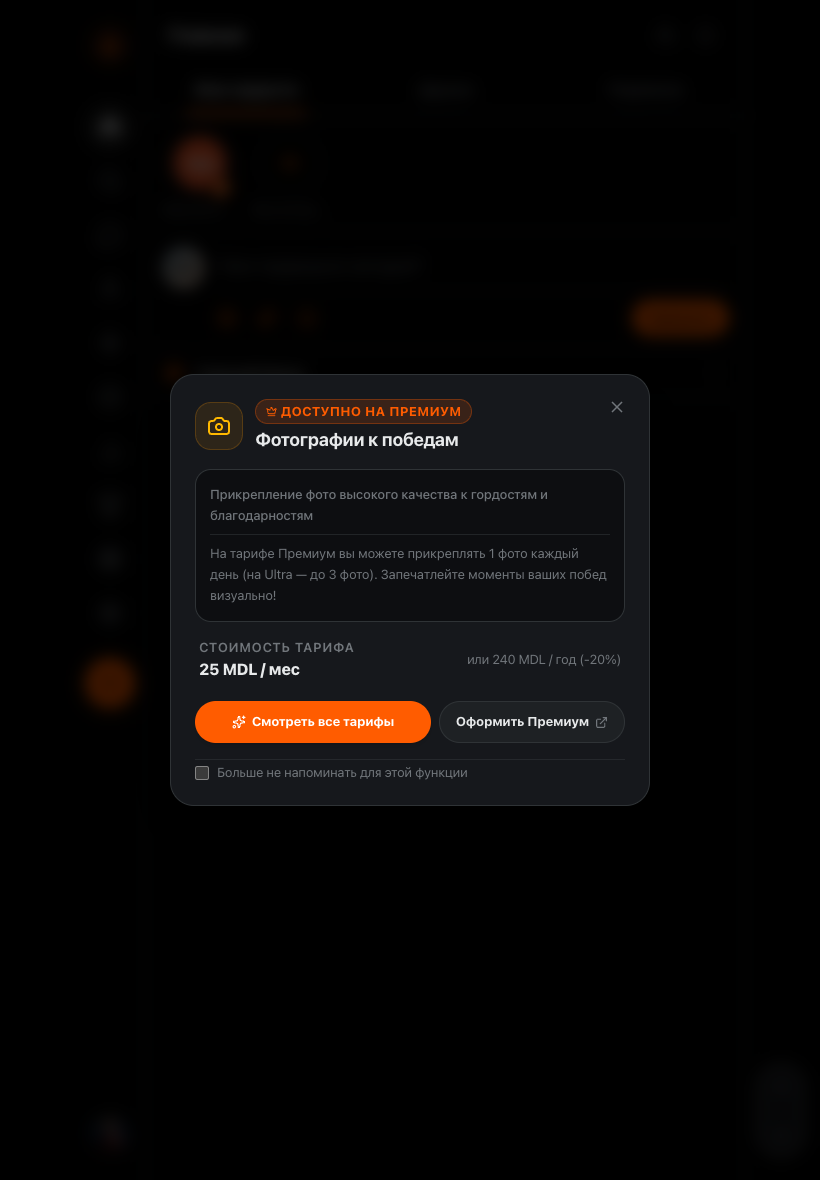 ДОСТУПНО НА ПРЕМИУМ
Фотографии к победам
Прикрепление фото высокого качества к гордостям и
благодарностям
На тарифе Премиум вы можете прикреплять 1 фото каждый
день (на Ultra — до 3 фото). Запечатлейте моменты ваших побед
визуально!
СТОИМОСТЬ ТАРИФА
25 MDL / мес
или 240 MDL / год (-20%)
Смотреть все тарифы
Оформить Премиум
Больше не напоминать для этой функции